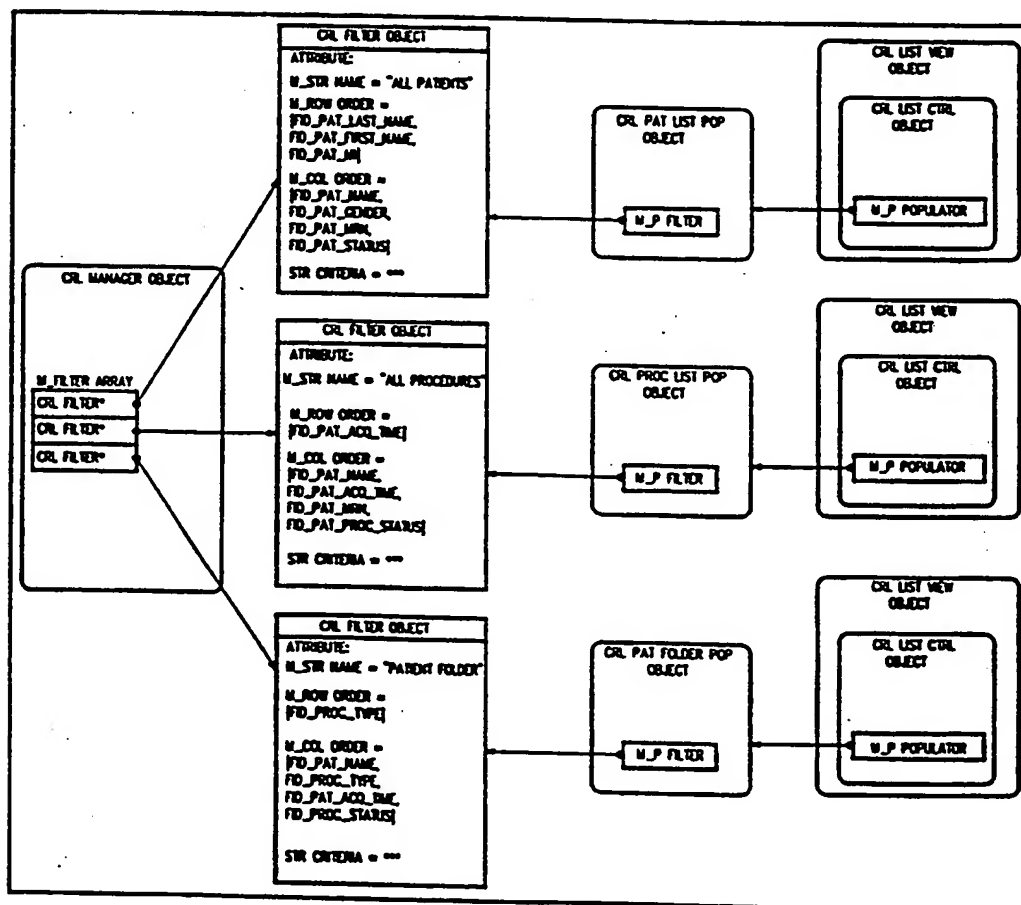 CRL FILTER OBJECT
ATTRIBUTE:
M_STR NAME = "ALL PATIENTS"
M_ROW ORDER =
[FID_PAT_LAST_NAME,
FID_PAT_FIRST_NAME,
FID_PAT_MI]
M_COL ORDER =
[FID_PAT_NAME,
FID_PAT_GENDER,
FID_PAT_MRN,
FID_PAT_STATUS]
STR CRITERIA = ""
CRL PAT LIST POP
OBJECT
M_P FILTER
CRL LIST VIEW
OBJECT
CRL LIST CTRL
OBJECT
M_P POPULATOR
CRL MANAGER OBJECT
M_FILTER ARRAY
CRL FILTER*
CRL FILTER*
CRL FILTER*
CRL FILTER OBJECT
ATTRIBUTE:
M_STR NAME = "ALL PROCEDURES"
M_ROW ORDER =
[FID_PAT_ACQ_TIME]
M_COL ORDER =
[FID_PAT_NAME,
FID_PAT_ACQ_TIME,
FID_PAT_MRN,
FID_PAT_PROC_STATUS]
STR CRITERIA = ""
CRL PROC LIST POP
OBJECT
M_P FILTER
CRL LIST VIEW
OBJECT
CRL LIST CTRL
OBJECT
M_P POPULATOR
CRL FILTER OBJECT
ATTRIBUTE:
M_STR NAME = "PATIENT FOLDER"
M_ROW ORDER =
[FID_PROC_TYPE]
M_COL ORDER =
[FID_PAT_NAME,
FID_PROC_TYPE,
FID_PAT_ACQ_TIME,
FID_PROC_STATUS]
STR CRITERIA = ""
CRL PAT FOLDER POP
OBJECT
M_P FILTER
CRL LIST VIEW
OBJECT
CRL LIST CTRL
OBJECT
M_P POPULATOR